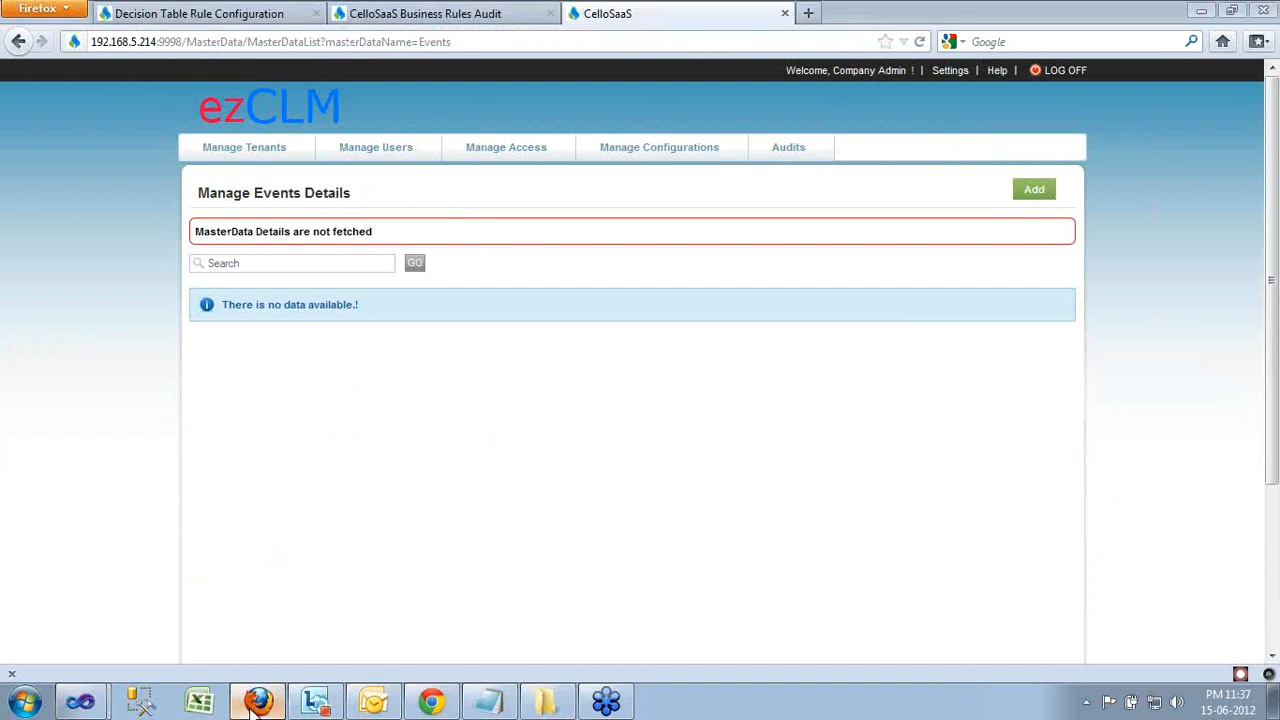 Firefox
Decision Table Rule Configuration
CelloSaaS Business Rules Audit
CelloSaaS
192.168.5.214:9998/MasterData/MasterDataList?masterDataName=Events
Google
Welcome, Company Admin ! | Settings | Help | LOG OFF
ezCLM
Manage Tenants
Manage Users
Manage Access
Manage Configurations
Audits
Manage Events Details
Add
MasterData Details are not fetched
Search
GO
There is no data available.!
PM 11:37
15-06-2012